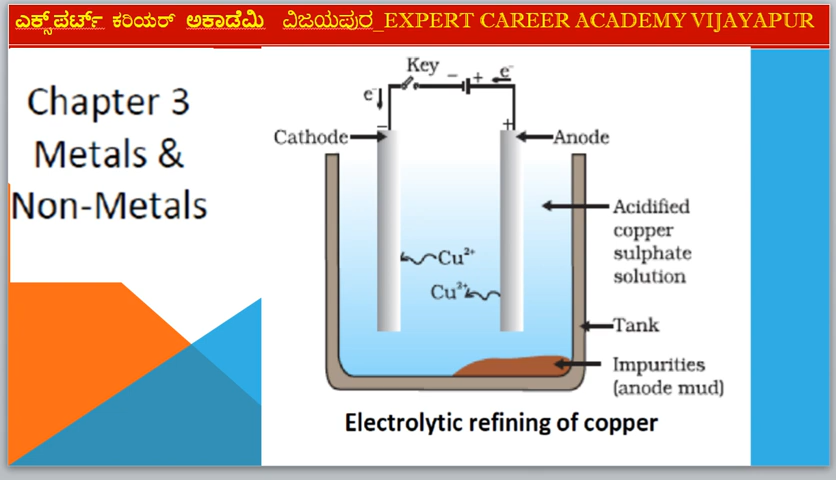 ಎಕ್ಸ್‌ಪರ್ಟ್ ಕರಿಯರ್ ಅಕಾಡೆಮಿ ವಿಜಯಪುರ_EXPERT CAREER ACADEMY VIJAYAPUR
Chapter 3
Metals &
Non-Metals
Key
e⁻
− +
e⁻
− +
Cathode
Anode
Acidified
copper
sulphate
solution
Cu²⁺
Cu²⁺
Tank
Impurities
(anode mud)
Electrolytic refining of copper